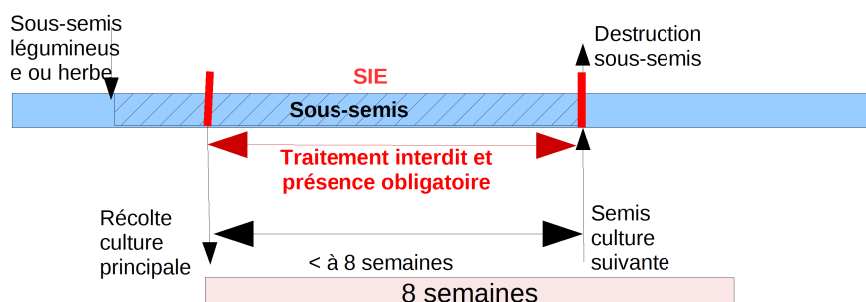 Sous-semis
légumineus
e ou herbe
Destruction
sous-semis
SIE
Sous-semis
Traitement interdit et
présence obligatoire
Récolte
culture
principale
< à 8 semaines
Semis
culture
suivante
8 semaines